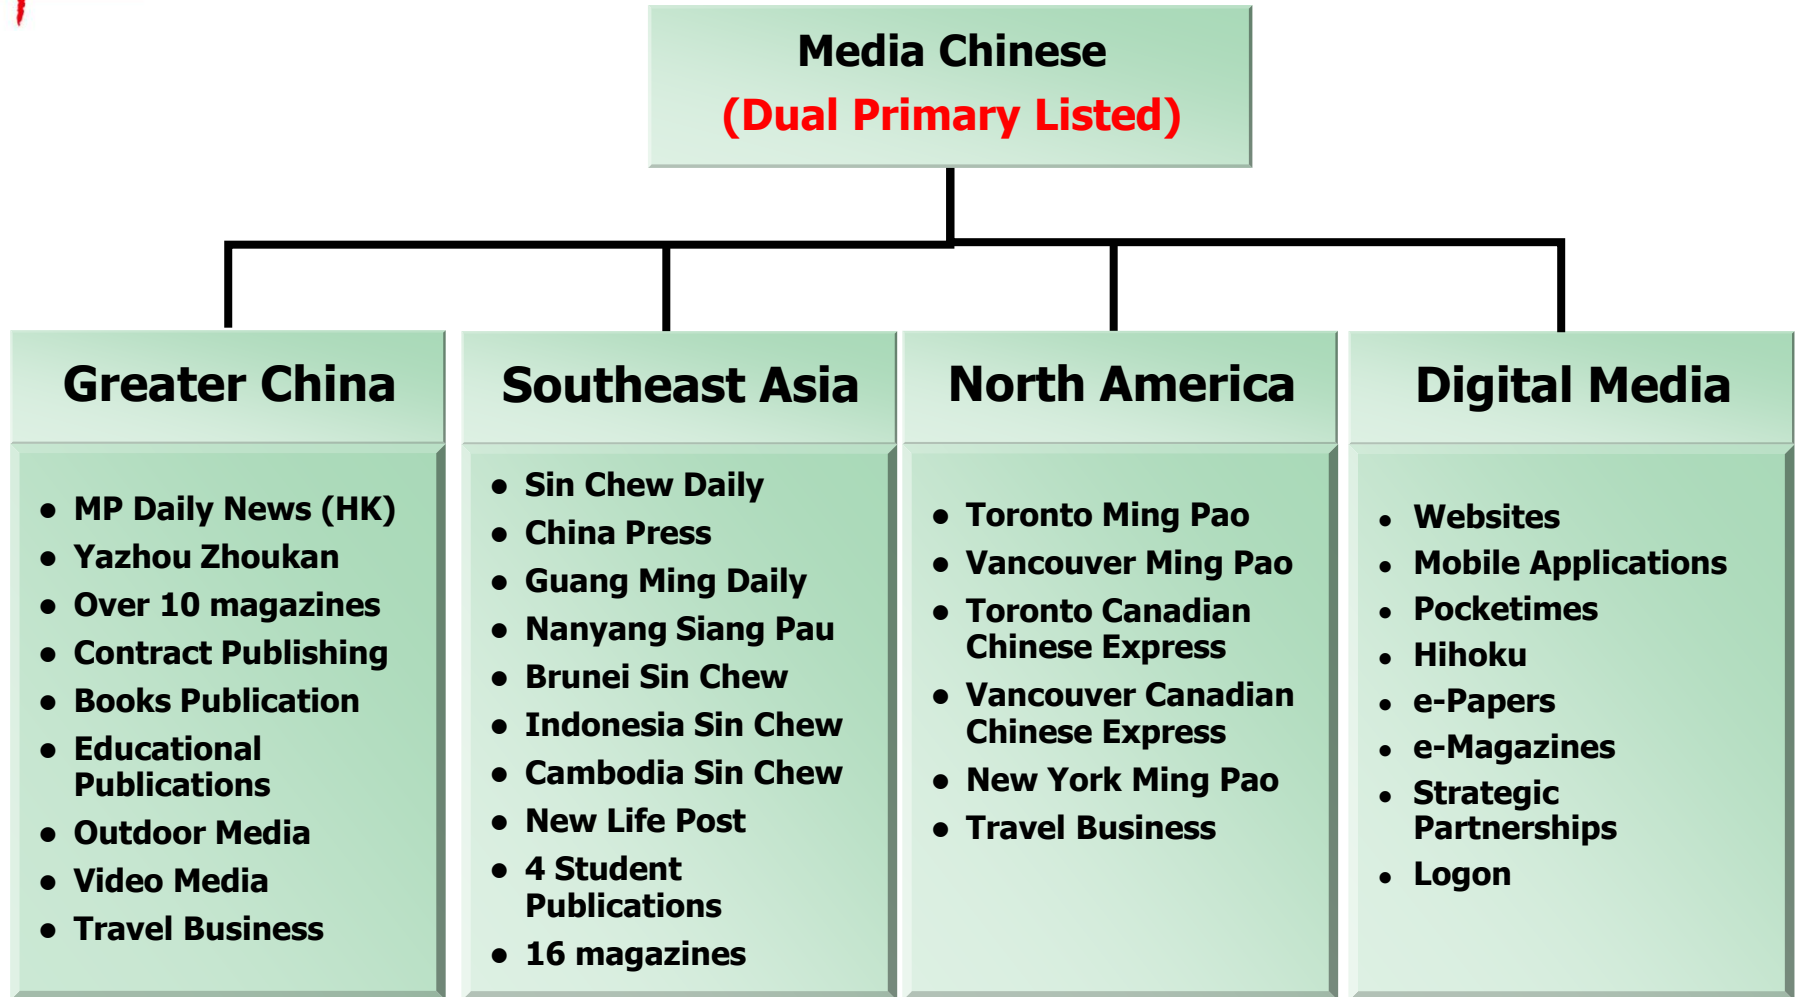 Media Chinese
(Dual Primary Listed)
Greater China
● MP Daily News (HK)
● Yazhou Zhoukan
● Over 10 magazines
● Contract Publishing
● Books Publication
● Educational
Publications
● Outdoor Media
● Video Media
● Travel Business
Southeast Asia
● Sin Chew Daily
● China Press
● Guang Ming Daily
● Nanyang Siang Pau
● Brunei Sin Chew
● Indonesia Sin Chew
● Cambodia Sin Chew
● New Life Post
● 4 Student
Publications
● 16 magazines
North America
● Toronto Ming Pao
● Vancouver Ming Pao
● Toronto Canadian
Chinese Express
● Vancouver Canadian
Chinese Express
● New York Ming Pao
● Travel Business
Digital Media
● Websites
● Mobile Applications
● Pocketimes
● Hihoku
● e-Papers
● e-Magazines
● Strategic
Partnerships
● Logon